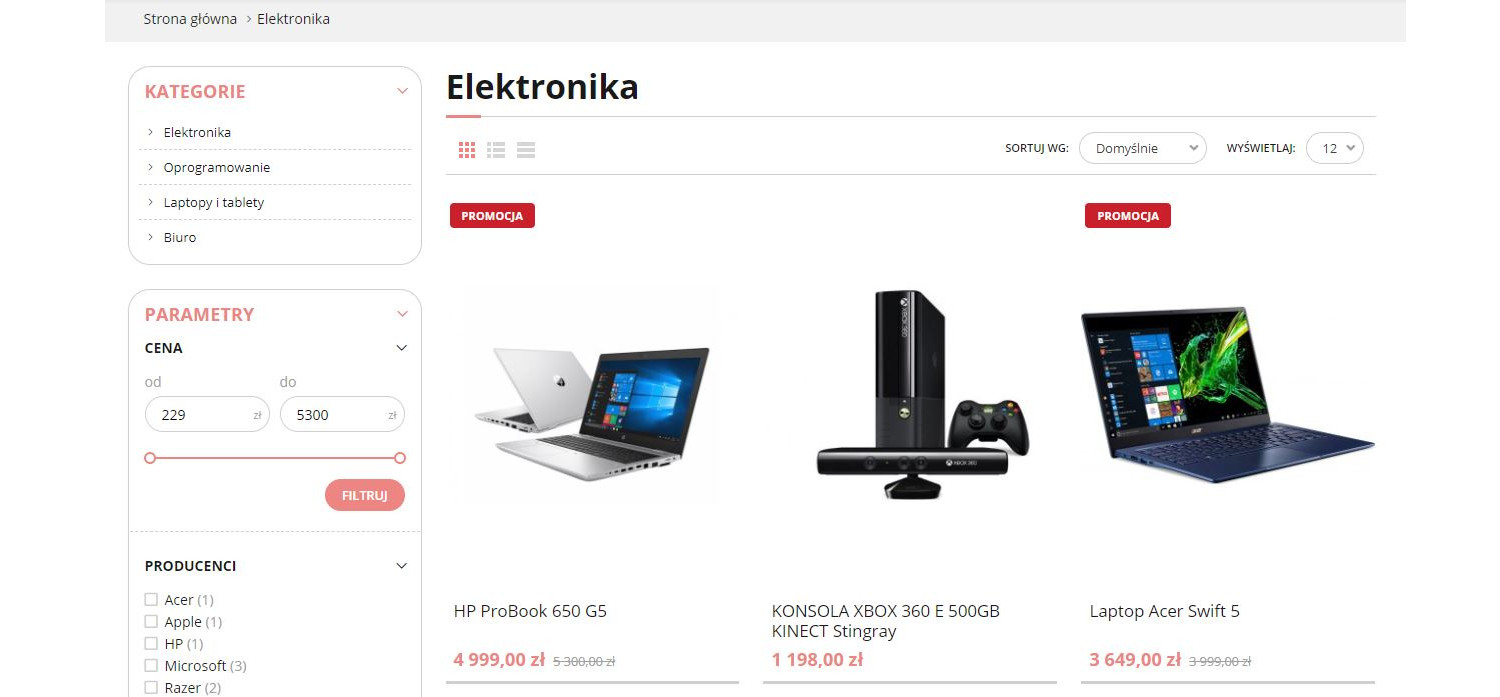 Strona główna > Elektronika
KATEGORIE
Elektronika
Oprogramowanie
Laptopy i tablety
Biuro
PARAMETRY
CENA
od do
229 zł 5300 zł
FILTRUJ
PRODUCENCI
Acer (1)
Apple (1)
HP (1)
Microsoft (3)
Razer (2)
Elektronika
SORTUJ WG: Domyślnie WYŚWIETLAJ: 12
PROMOCJA
HP ProBook 650 G5
4 999,00 zł 5 300,00 zł
XBOX 360
KONSOLA XBOX 360 E 500GB
KINECT Stingray
1 198,00 zł
PROMOCJA
acer
Laptop Acer Swift 5
3 649,00 zł 3 999,00 zł